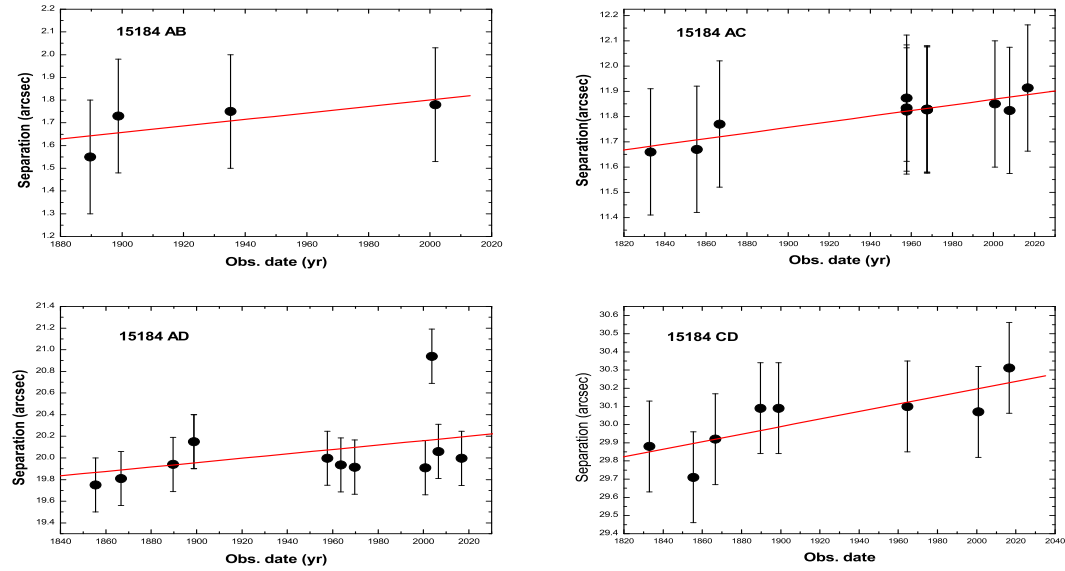 15184 AB
Separation (arcsec)
2.2
2.1
2.0
1.9
1.8
1.7
1.6
1.5
1.4
1.3
1.2
1880 1900 1920 1940 1960 1980 2000 2020
Obs. date (yr)
15184 AC
Separation(arcsec)
12.2
12.1
12.0
11.9
11.8
11.7
11.6
11.5
11.4
1820 1840 1860 1880 1900 1920 1940 1960 1980 2000 2020
Obs. date (yr)
15184 AD
Separation (arcsec)
21.4
21.2
21.0
20.8
20.6
20.4
20.2
20.0
19.8
19.6
19.4
1840 1860 1880 1900 1920 1940 1960 1980 2000 2020
Obs. date (yr)
15184 CD
Separation (arcsec)
30.6
30.5
30.4
30.3
30.2
30.1
30.0
29.9
29.8
29.7
29.6
29.5
29.4
1820 1840 1860 1880 1900 1920 1940 1960 1980 2000 2020 2040
Obs. date